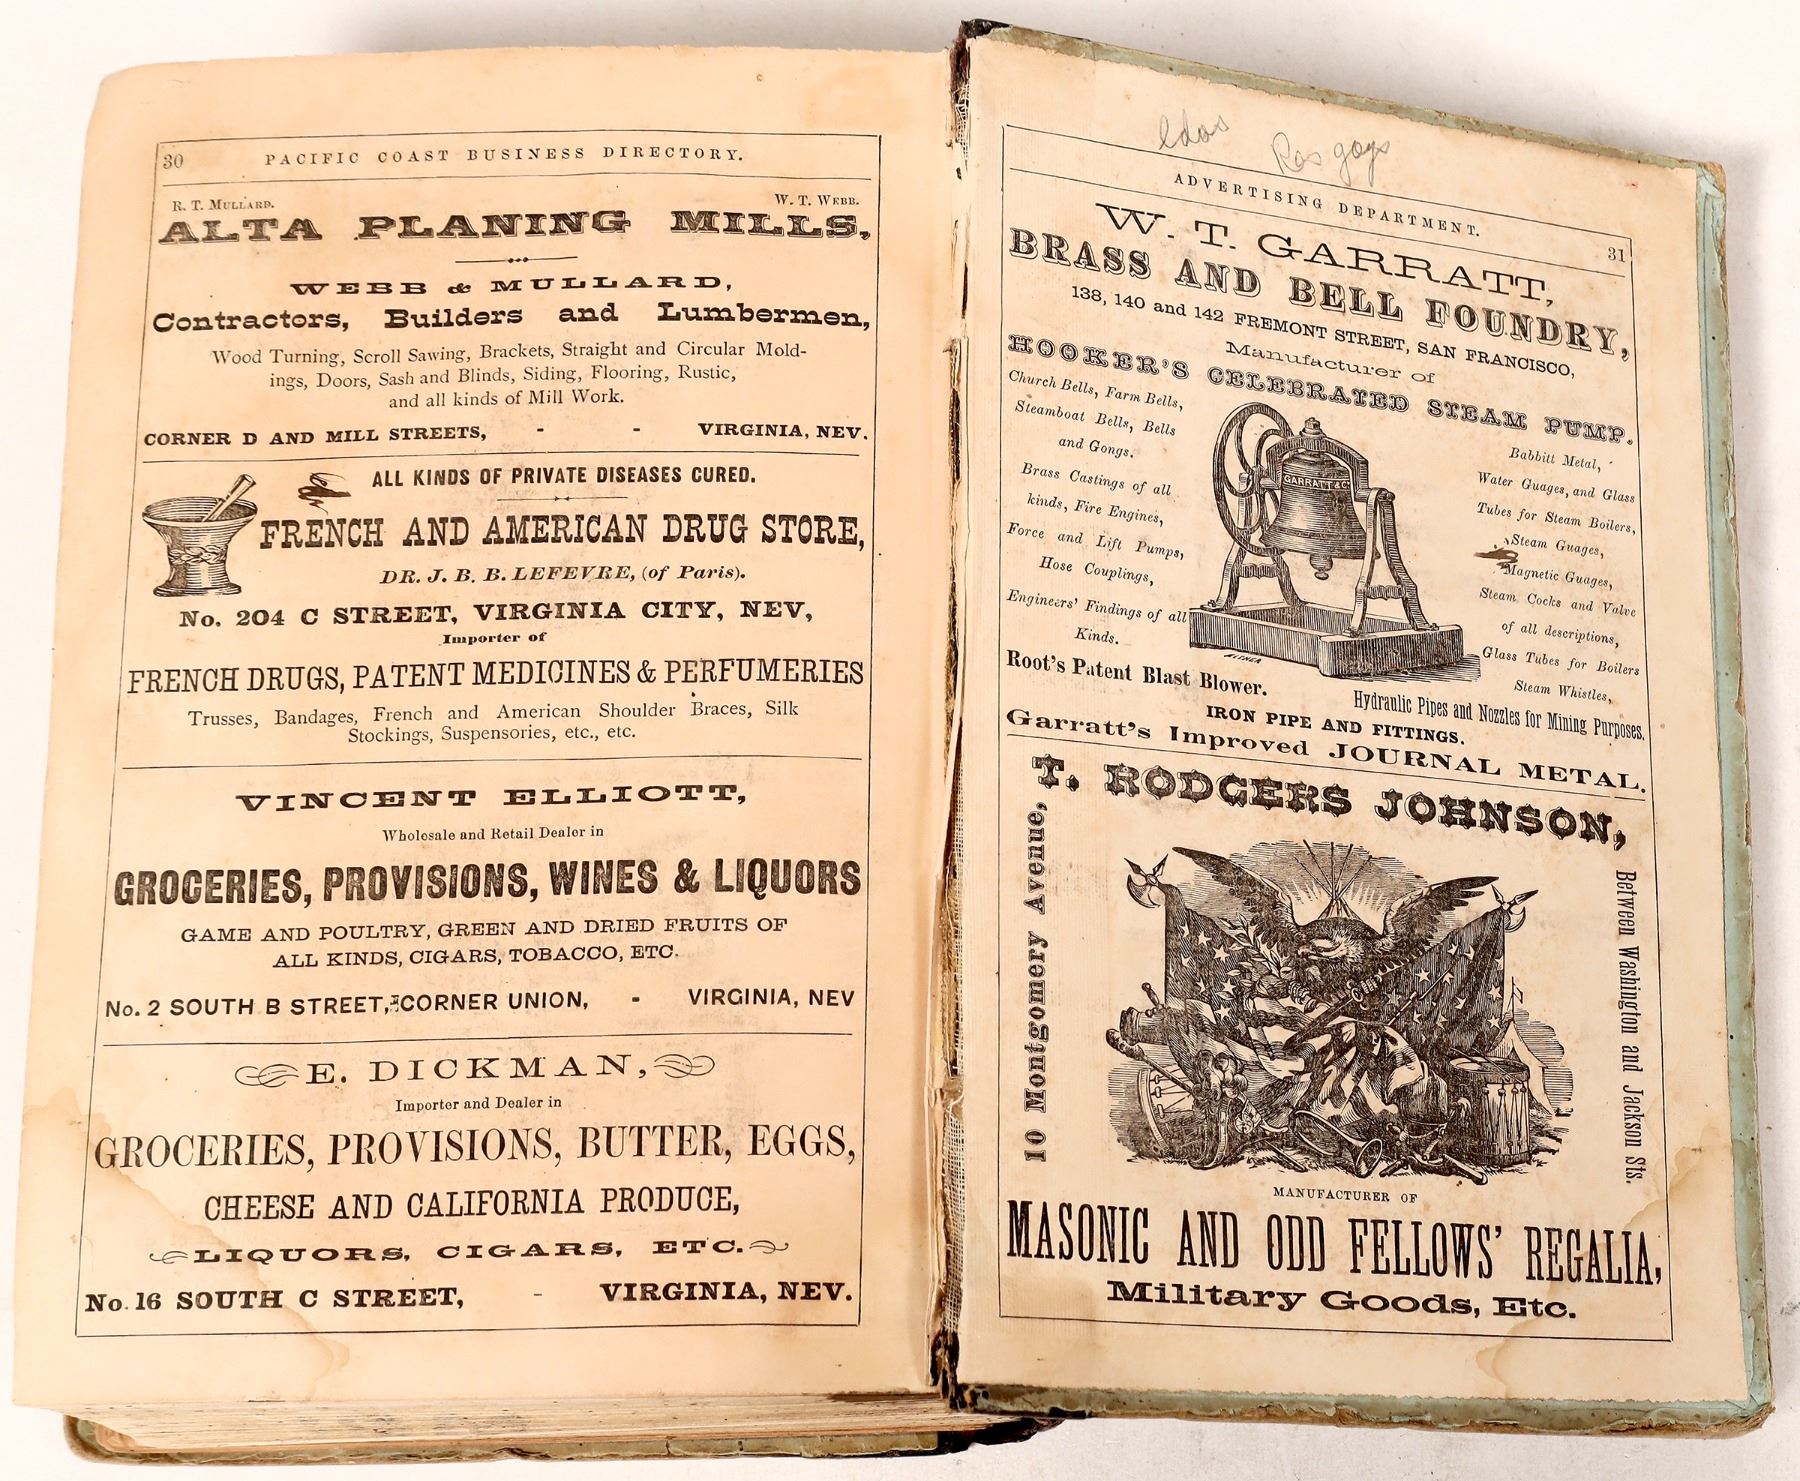 30 PACIFIC COAST BUSINESS DIRECTORY.
R. T. MULLARD. W. T. WEBB.
ALTA PLANING MILLS,
WEBB & MULLARD,
Contractors, Builders and Lumbermen,
Wood Turning, Scroll Sawing, Brackets, Straight and Circular Mold-
ings, Doors, Sash and Blinds, Siding, Flooring, Rustic,
and all kinds of Mill Work.
CORNER D AND MILL STREETS, - - VIRGINIA, NEV.
ALL KINDS OF PRIVATE DISEASES CURED.
FRENCH AND AMERICAN DRUG STORE,
DR. J. B. B. LEFEVRE, (of Paris).
No. 204 C STREET, VIRGINIA CITY, NEV,
Importer of
FRENCH DRUGS, PATENT MEDICINES & PERFUMERIES
Trusses, Bandages, French and American Shoulder Braces, Silk
Stockings, Suspensories, etc., etc.
VINCENT ELLIOTT,
Wholesale and Retail Dealer in
GROCERIES, PROVISIONS, WINES & LIQUORS
GAME AND POULTRY, GREEN AND DRIED FRUITS OF
ALL KINDS, CIGARS, TOBACCO, ETC.
No. 2 SOUTH B STREET, CORNER UNION, - VIRGINIA, NEV
E. DICKMAN,
Importer and Dealer in
GROCERIES, PROVISIONS, BUTTER, EGGS,
CHEESE AND CALIFORNIA PRODUCE,
LIQUORS, CIGARS, ETC.
No. 16 SOUTH C STREET, - VIRGINIA, NEV.
ADVERTISING DEPARTMENT. 31
W. T. GARRATT,
BRASS AND BELL FOUNDRY,
138, 140 and 142 FREMONT STREET, SAN FRANCISCO,
Manufacturer of
HOOKER'S CELEBRATED STEAM PUMP.
Church Bells, Farm Bells,
Steamboat Bells, Bells
and Gongs.
Brass Castings of all
kinds, Fire Engines,
Force and Lift Pumps,
Hose Couplings,
Engineers' Findings of all
Kinds.
GARRATT & Co
Babbitt Metal,
Water Guages, and Glass
Tubes for Steam Boilers,
Steam Guages,
Magnetic Guages,
Steam Cocks and Valve
of all descriptions,
Glass Tubes for Boilers
Steam Whistles,
Root's Patent Blast Blower.
Hydraulic Pipes and Nozzles for Mining Purposes.
IRON PIPE AND FITTINGS.
Garratt's Improved JOURNAL METAL.
T. RODGERS JOHNSON,
10 Montgomery Avenue,
Between Washington and Jackson Sts.
MANUFACTURER OF
MASONIC AND ODD FELLOWS' REGALIA,
Military Goods, Etc.